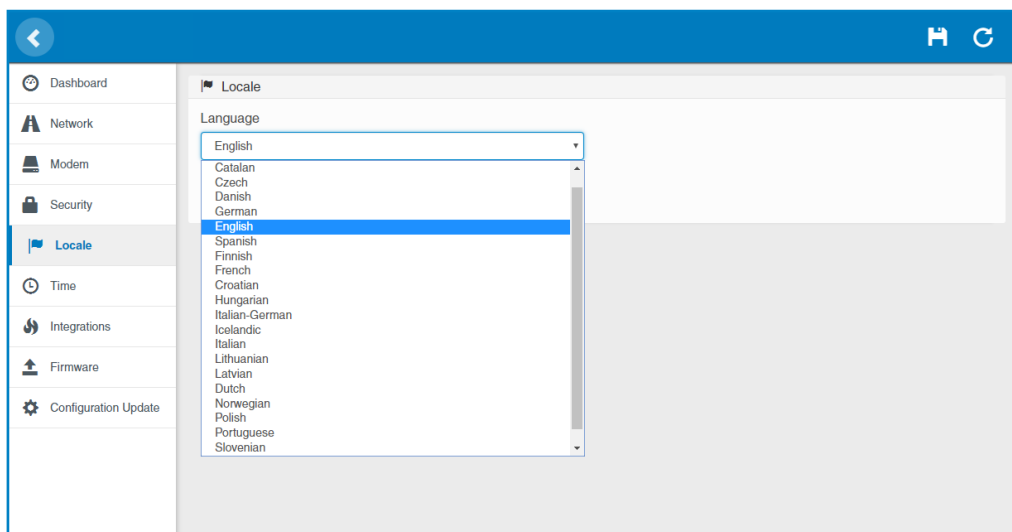 Dashboard
Network
Modem
Security
Locale
Time
Integrations
Firmware
Configuration Update
Locale
Language
English
Catalan
Czech
Danish
German
English
Spanish
Finnish
French
Croatian
Hungarian
Italian-German
Icelandic
Italian
Lithuanian
Latvian
Dutch
Norwegian
Polish
Portuguese
Slovenian